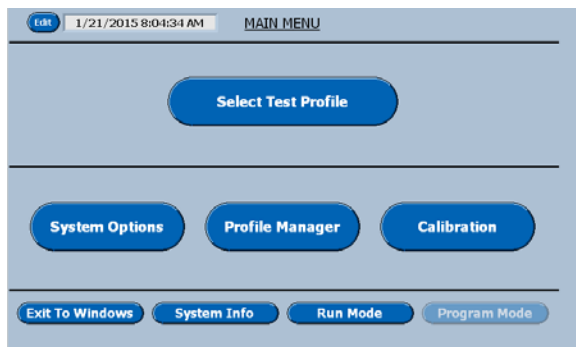 Edit 1/21/2015 8:04:34 AM MAIN MENU
Select Test Profile
System Options Profile Manager Calibration
Exit To Windows System Info Run Mode Program Mode